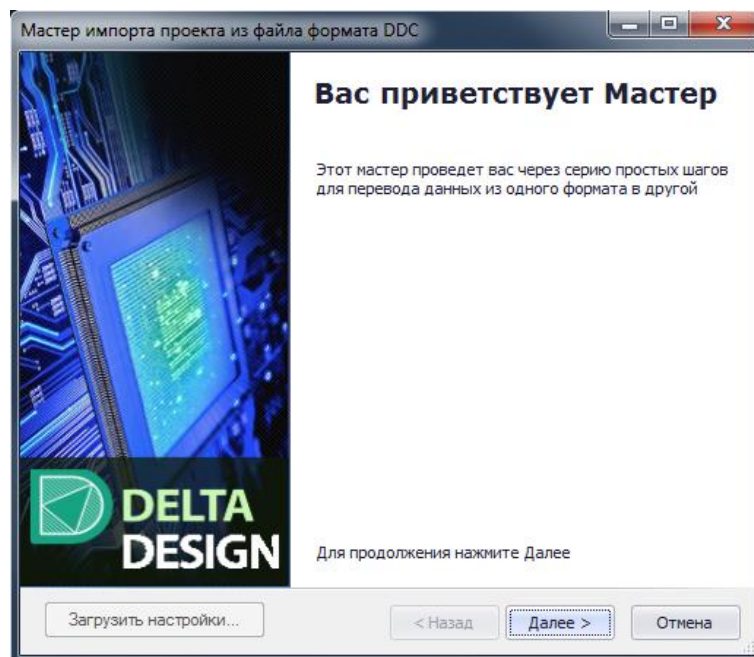 Мастер импорта проекта из файла формата DDC
Вас приветствует Мастер
Этот мастер проведет вас через серию простых шагов
для перевода данных из одного формата в другой
DELTA
DESIGN
Для продолжения нажмите Далее
Загрузить настройки...
< Назад
Далее >
Отмена